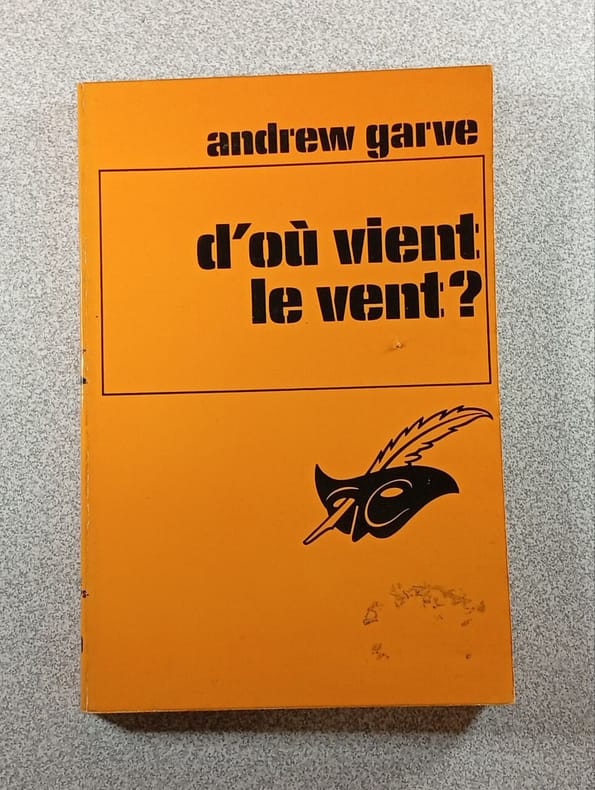 andrew garve
d'où vient
le vent?